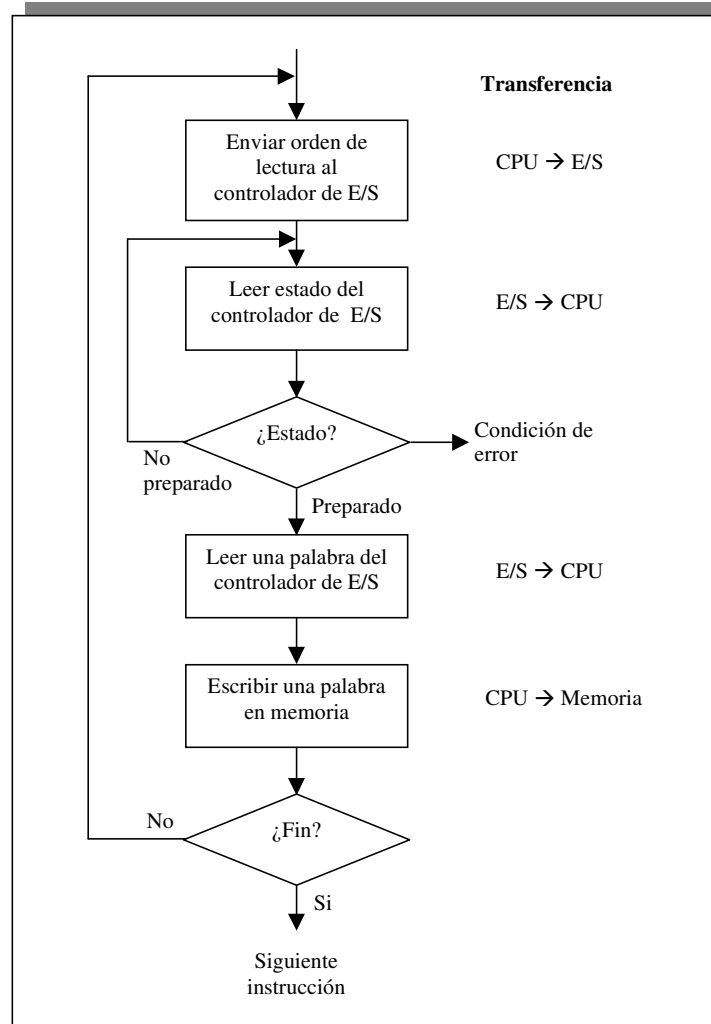 Transferencia
Enviar orden de
lectura al
controlador de E/S
CPU → E/S
Leer estado del
controlador de E/S
E/S → CPU
¿Estado?
Condición de
error
No
preparado
Preparado
Leer una palabra del
controlador de E/S
E/S → CPU
Escribir una palabra
en memoria
CPU → Memoria
No
¿Fin?
Si
Siguiente
instrucción